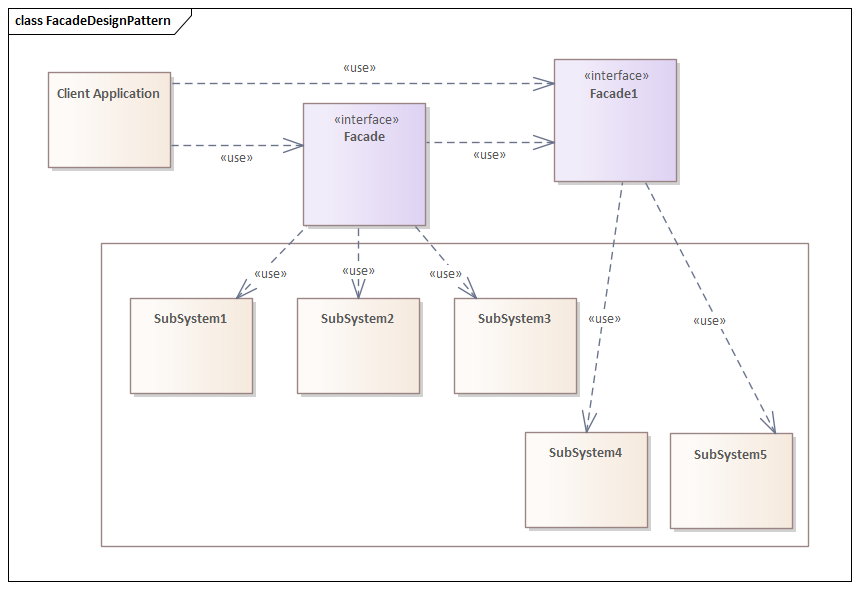 class FacadeDesignPattern
«use»
«interface»
Facade1
Client Application
«interface»
Facade
«use»
«use»
«use»
«use»
«use»
SubSystem1
SubSystem2
SubSystem3
«use»
«use»
SubSystem4
SubSystem5